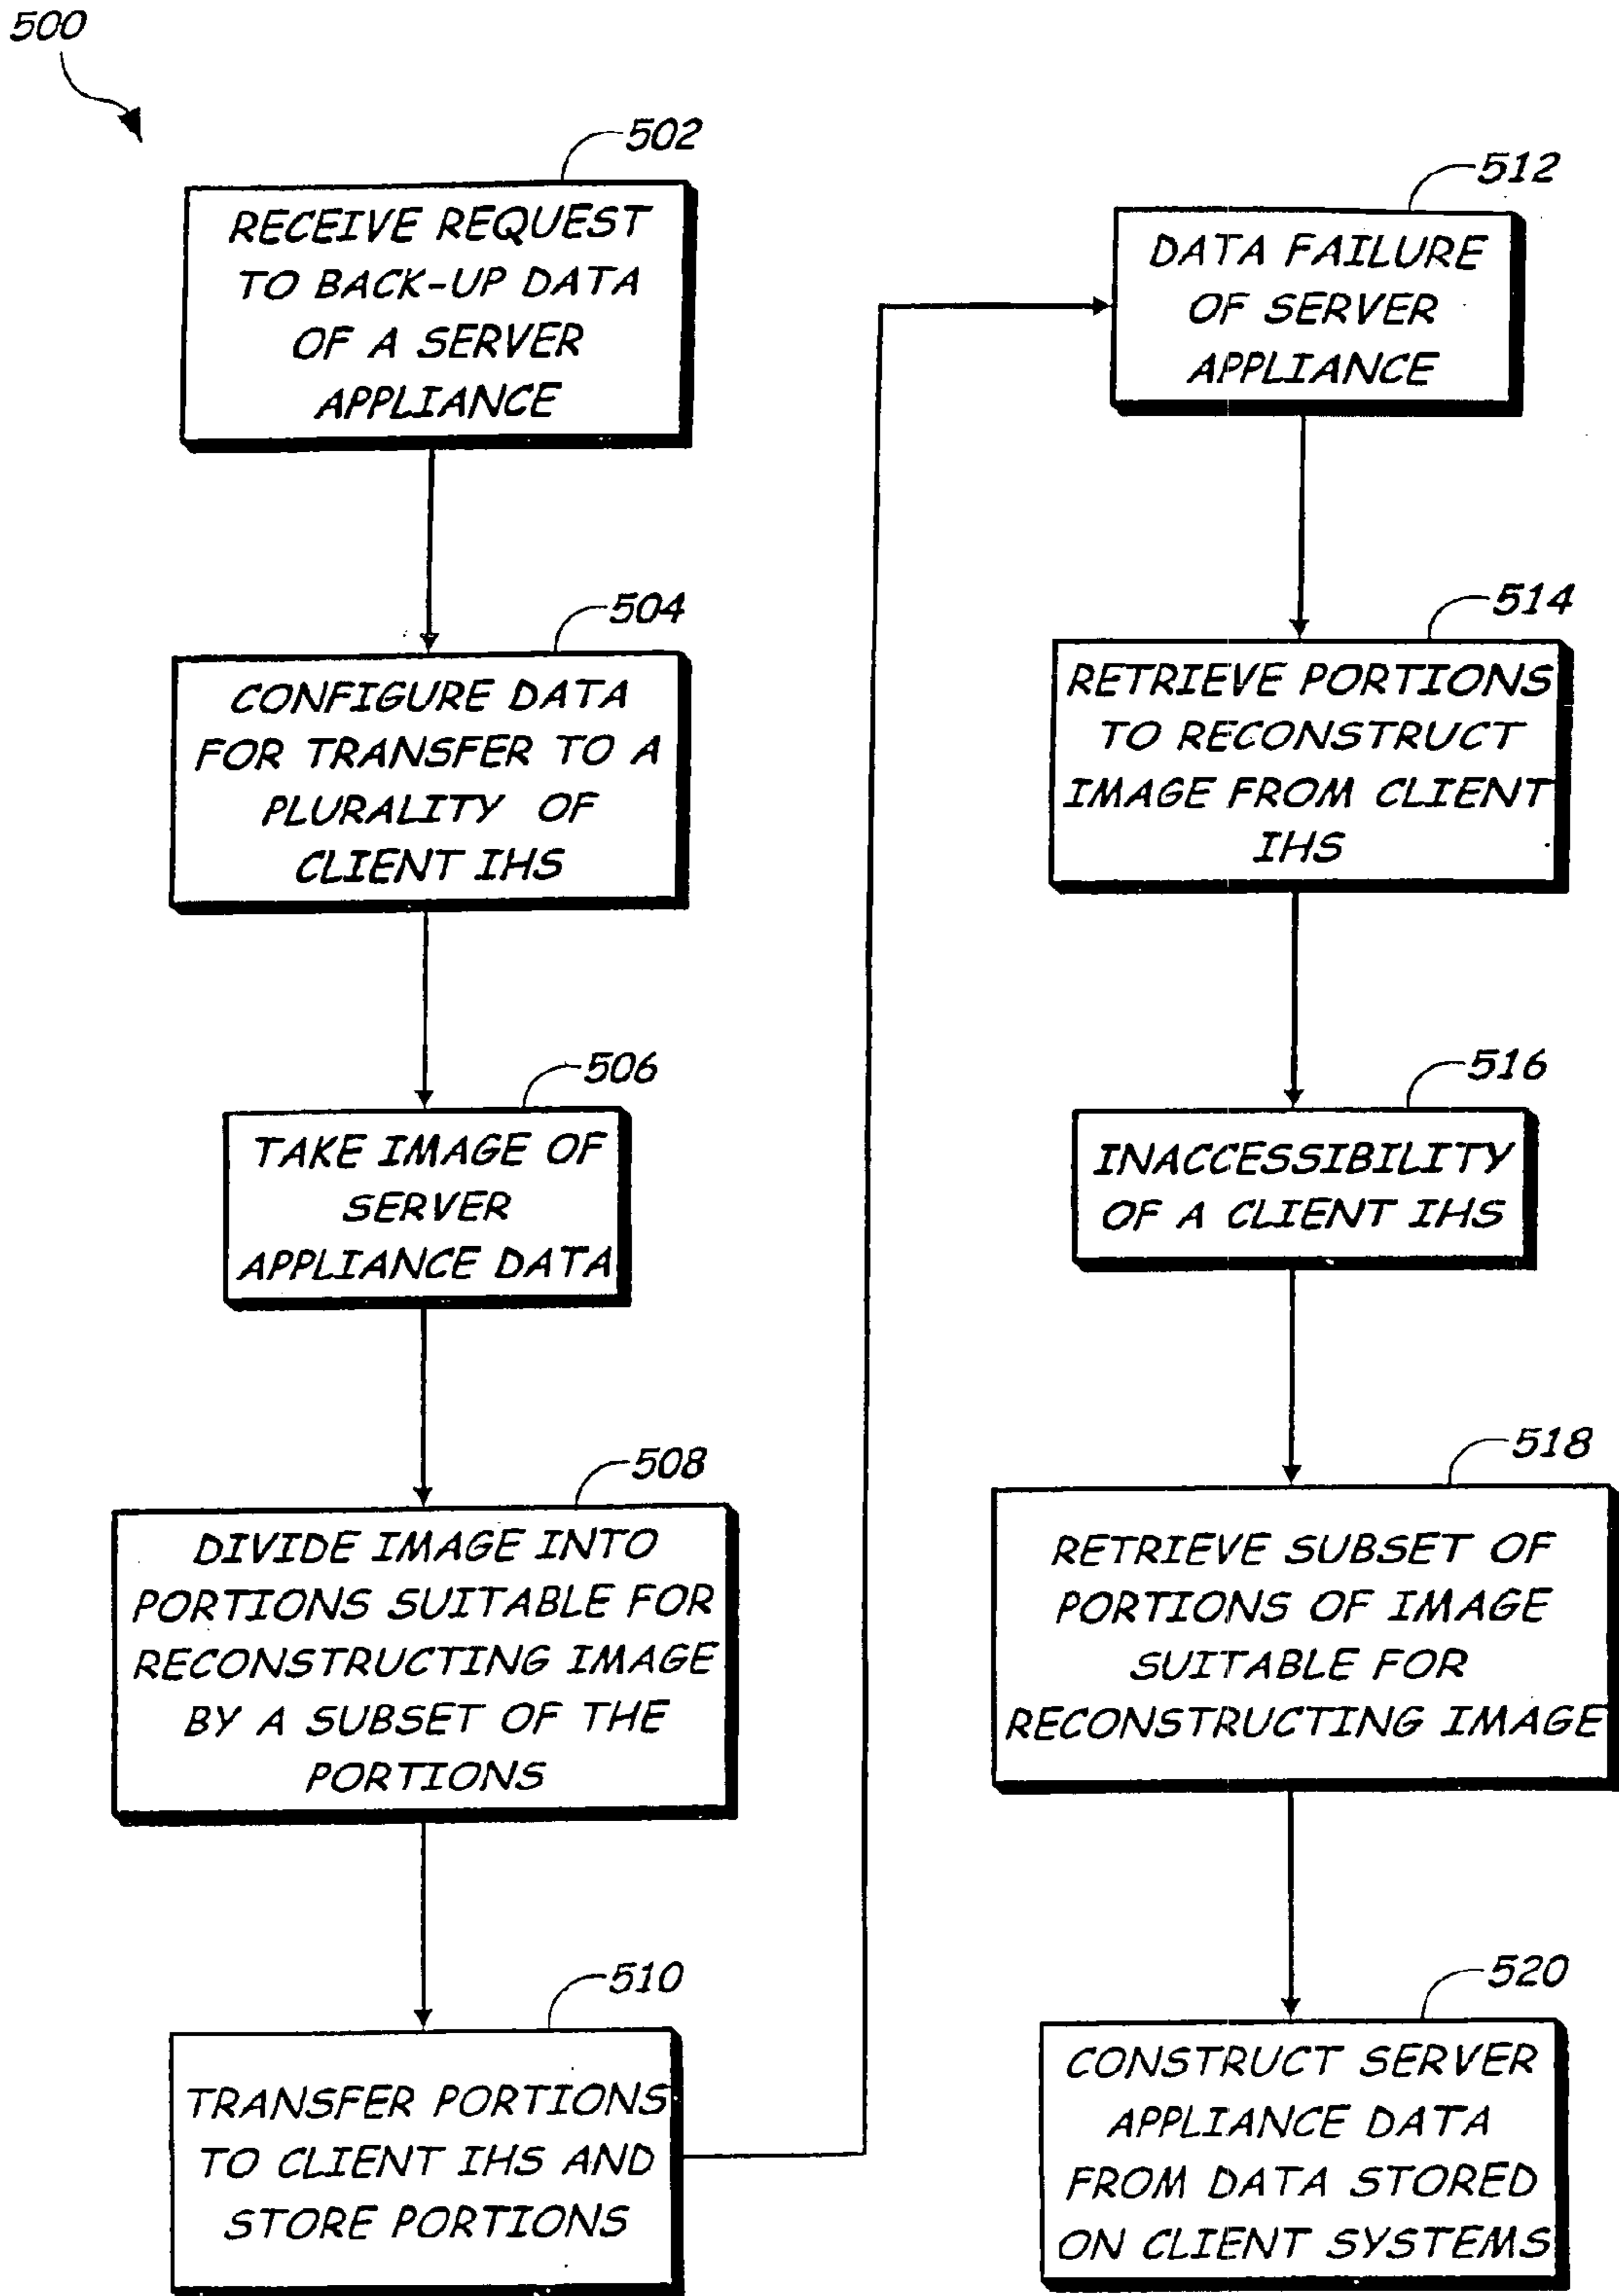 500
502
RECEIVE REQUEST
TO BACK-UP DATA
OF A SERVER
APPLIANCE
504
CONFIGURE DATA
FOR TRANSFER TO A
PLURALITY OF
CLIENT IHS
506
TAKE IMAGE OF
SERVER
APPLIANCE DATA
508
DIVIDE IMAGE INTO
PORTIONS SUITABLE FOR
RECONSTRUCTING IMAGE
BY A SUBSET OF THE
PORTIONS
510
TRANSFER PORTIONS
TO CLIENT IHS AND
STORE PORTIONS
512
DATA FAILURE
OF SERVER
APPLIANCE
514
RETRIEVE PORTIONS
TO RECONSTRUCT
IMAGE FROM CLIENT
IHS
516
INACCESSIBILITY
OF A CLIENT IHS
518
RETRIEVE SUBSET OF
PORTIONS OF IMAGE
SUITABLE FOR
RECONSTRUCTING IMAGE
520
CONSTRUCT SERVER
APPLIANCE DATA
FROM DATA STORED
ON CLIENT SYSTEMS